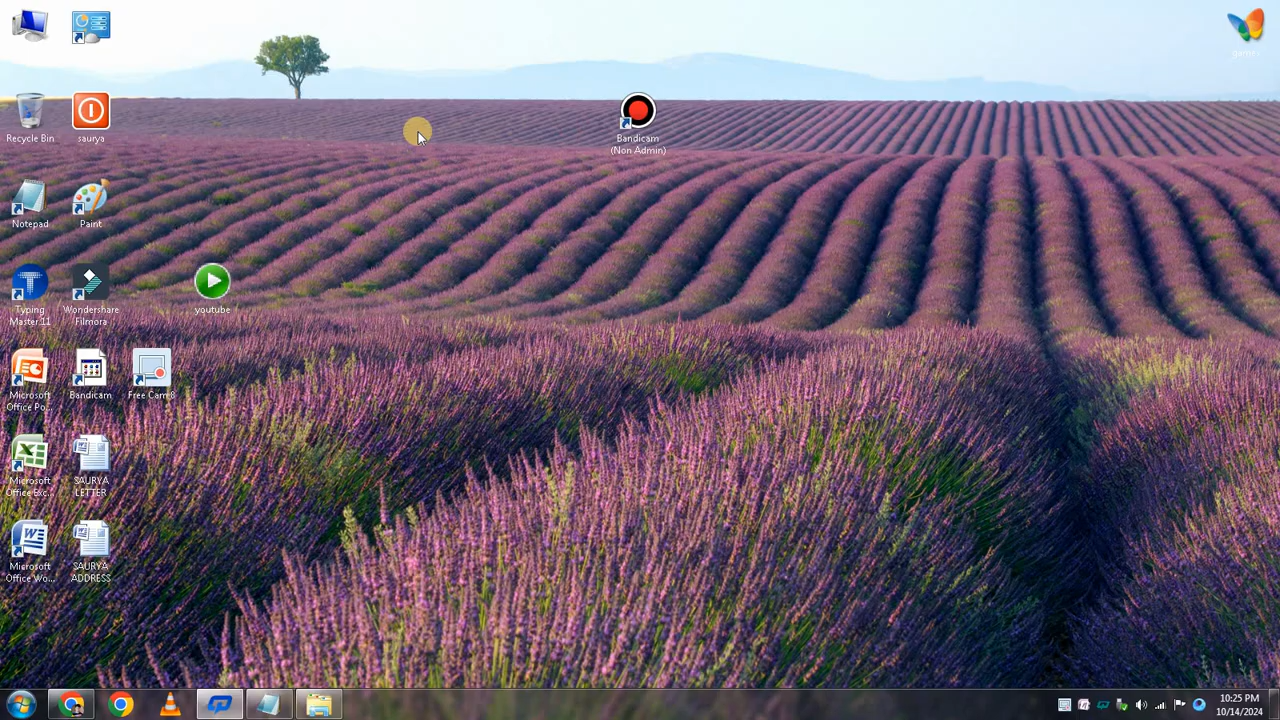 game
Recycle Bin
saurya
Bandicam
(Non Admin)
Notepad
Paint
Typing
Master 11
Wondershare
Filmora
youtube
Microsoft
Office Po...
Bandicam
Free Cam 8
Microsoft
Office Exc...
SAURYA
LETTER
Microsoft
Office Wo...
SAURYA
ADDRESS
10:25 PM
10/14/2024